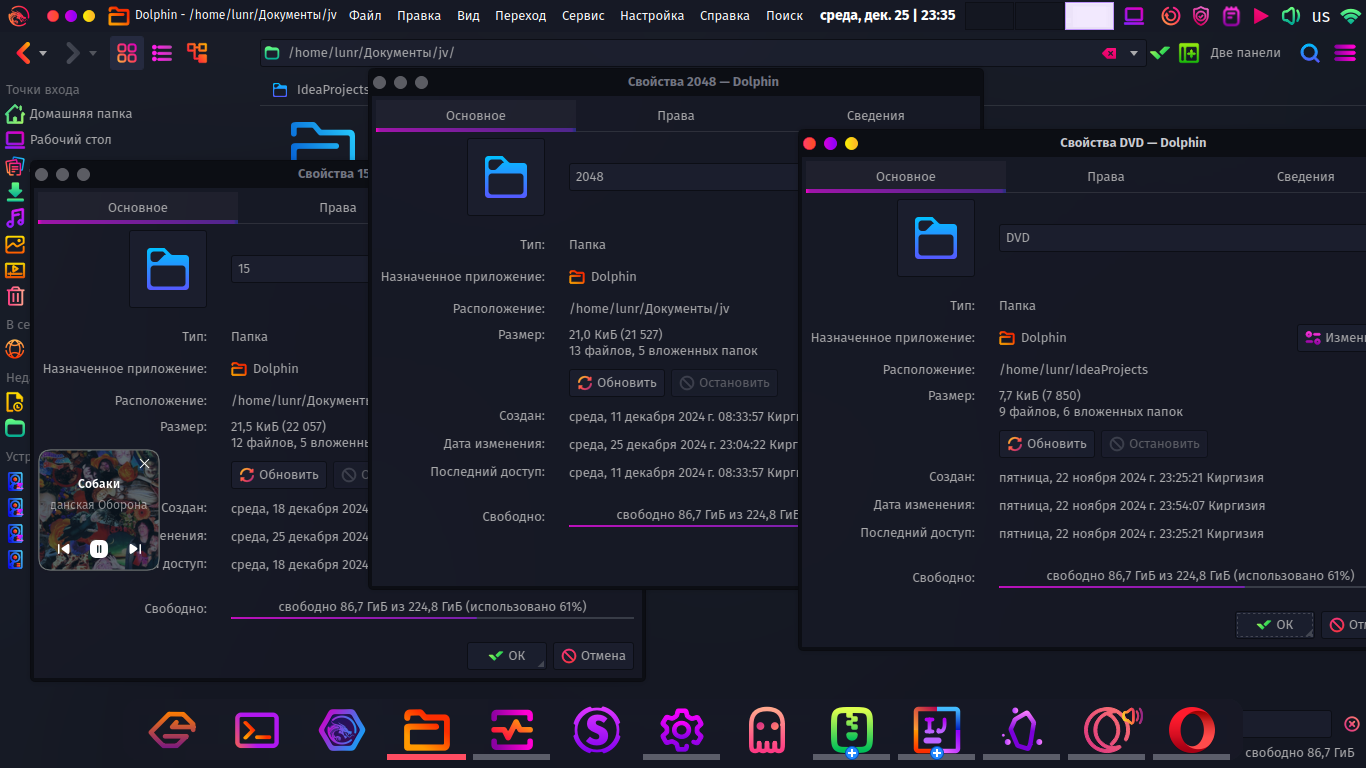 Dolphin - /home/lunr/Документы/jv
Файл Правка Вид Переход Сервис Настройка Справка Поиск
среда, дек. 25 | 23:35
us
/home/lunr/Документы/jv/
Две панели
Точки входа
Домашняя папка
Рабочий стол
В се
Нед
Устр
IdeaProjects
Свойства 15
Основное Права
15
Тип: Папка
Назначенное приложение: Dolphin
Расположение: /home/lunr/Документы
Размер: 21,5 КиБ (22 057)
12 файлов, 5 вложенны
Обновить
Создан: среда, 18 декабря 2024
енения: среда, 25 декабря 2024
доступ: среда, 18 декабря 2024
Свободно: свободно 86,7 ГиБ из 224,8 ГиБ (использовано 61%)
ОК Отмена
Собаки
данская Оборона
Свойства 2048 — Dolphin
Основное Права Сведения
2048
Тип: Папка
Назначенное приложение: Dolphin
Расположение: /home/lunr/Документы/jv
Размер: 21,0 КиБ (21 527)
13 файлов, 5 вложенных папок
Обновить Остановить
Создан: среда, 11 декабря 2024 г. 08:33:57 Кирги
Дата изменения: среда, 25 декабря 2024 г. 23:04:22 Кирг
Последний доступ: среда, 11 декабря 2024 г. 08:33:57 Кирги
Свободно: свободно 86,7 ГиБ из 224,8 ГиБ
Свойства DVD — Dolphin
Основное Права Сведения
DVD
Тип: Папка
Назначенное приложение: Dolphin
Измени
Расположение: /home/lunr/IdeaProjects
Размер: 7,7 КиБ (7 850)
9 файлов, 6 вложенных папок
Обновить Остановить
Создан: пятница, 22 ноября 2024 г. 23:25:21 Киргизия
Дата изменения: пятница, 22 ноября 2024 г. 23:54:07 Киргизия
Последний доступ: пятница, 22 ноября 2024 г. 23:25:21 Киргизия
Свободно: свободно 86,7 ГиБ из 224,8 ГиБ (использовано 61%)
ОК От
свободно 86,7 ГиБ